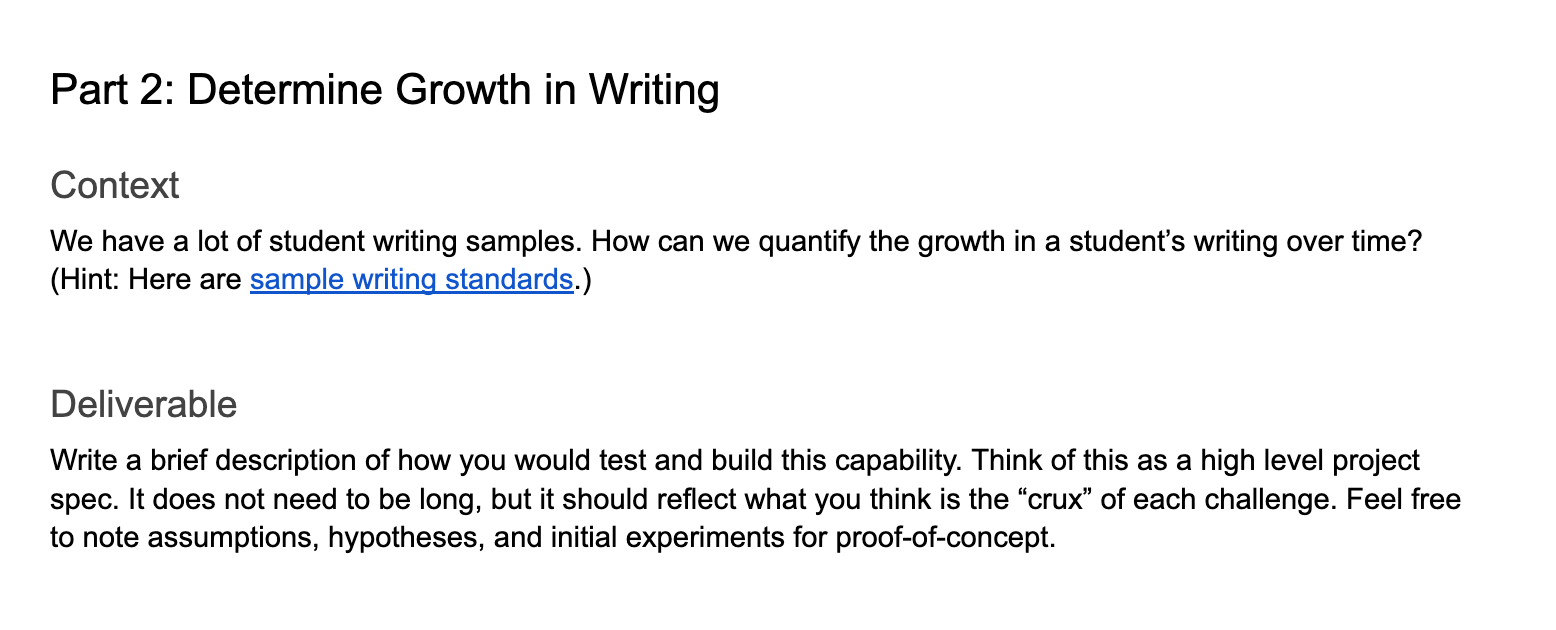 Part 2: Determine Growth in Writing
Context
We have a lot of student writing samples. How can we quantify the growth in a student’s writing over time?
(Hint: Here are sample writing standards.)
Deliverable
Write a brief description of how you would test and build this capability. Think of this as a high level project
spec. It does not need to be long, but it should reflect what you think is the “crux” of each challenge. Feel free
to note assumptions, hypotheses, and initial experiments for proof-of-concept.